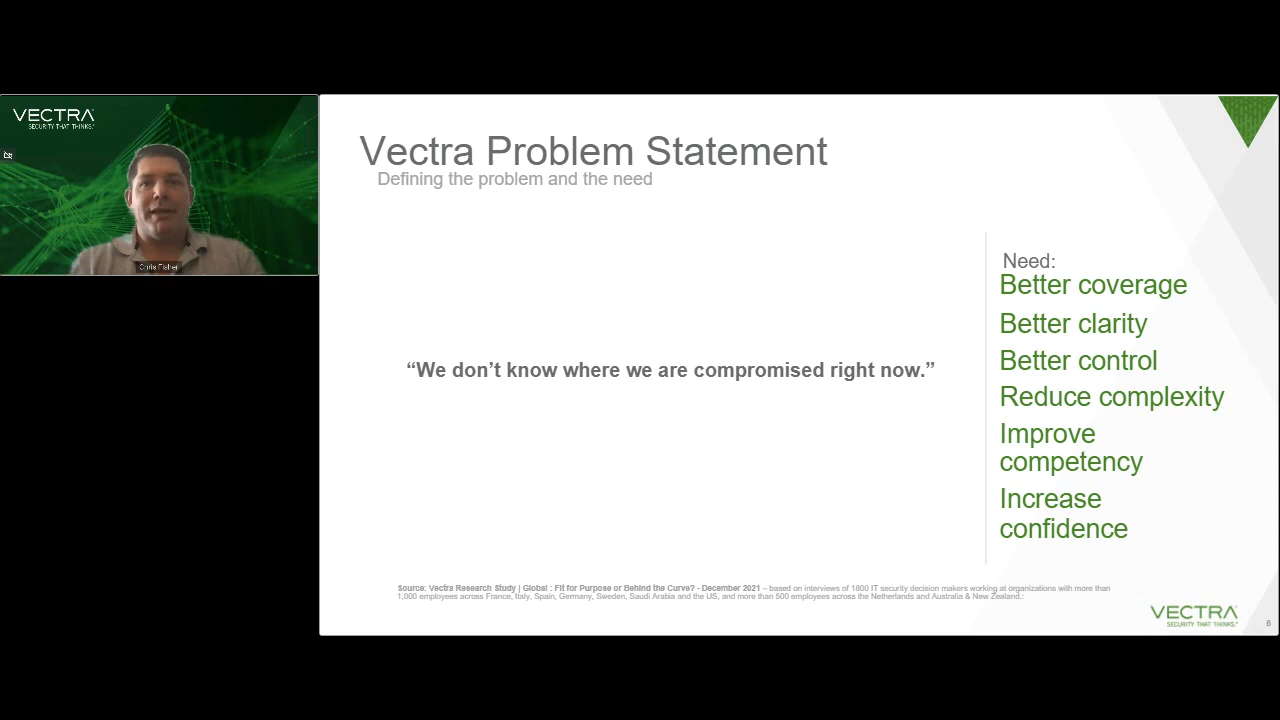 VECTRA
SECURITY THAT THINKS.
Chris Fisher
Vectra Problem Statement
Defining the problem and the need
“We don’t know where we are compromised right now.”
Need:
Better coverage
Better clarity
Better control
Reduce complexity
Improve
competency
Increase
confidence
Source: Vectra Research Study | Global : Fit for Purpose or Behind the Curve? - December 2021 – based on interviews of 1800 IT security decision makers working at organizations with more than
1,000 employees across France, Italy, Spain, Germany, Sweden, Saudi Arabia and the US, and more than 500 employees across the Netherlands and Australia & New Zealand.:
VECTRA
SECURITY THAT THINKS.
6